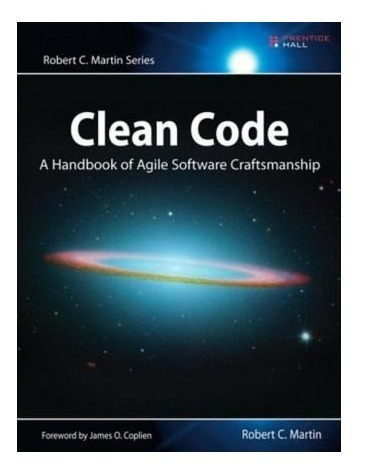 PRENTICE
HALL
Robert C. Martin Series
Clean Code
A Handbook of Agile Software Craftsmanship
Foreword by James O. Coplien
Robert C. Martin